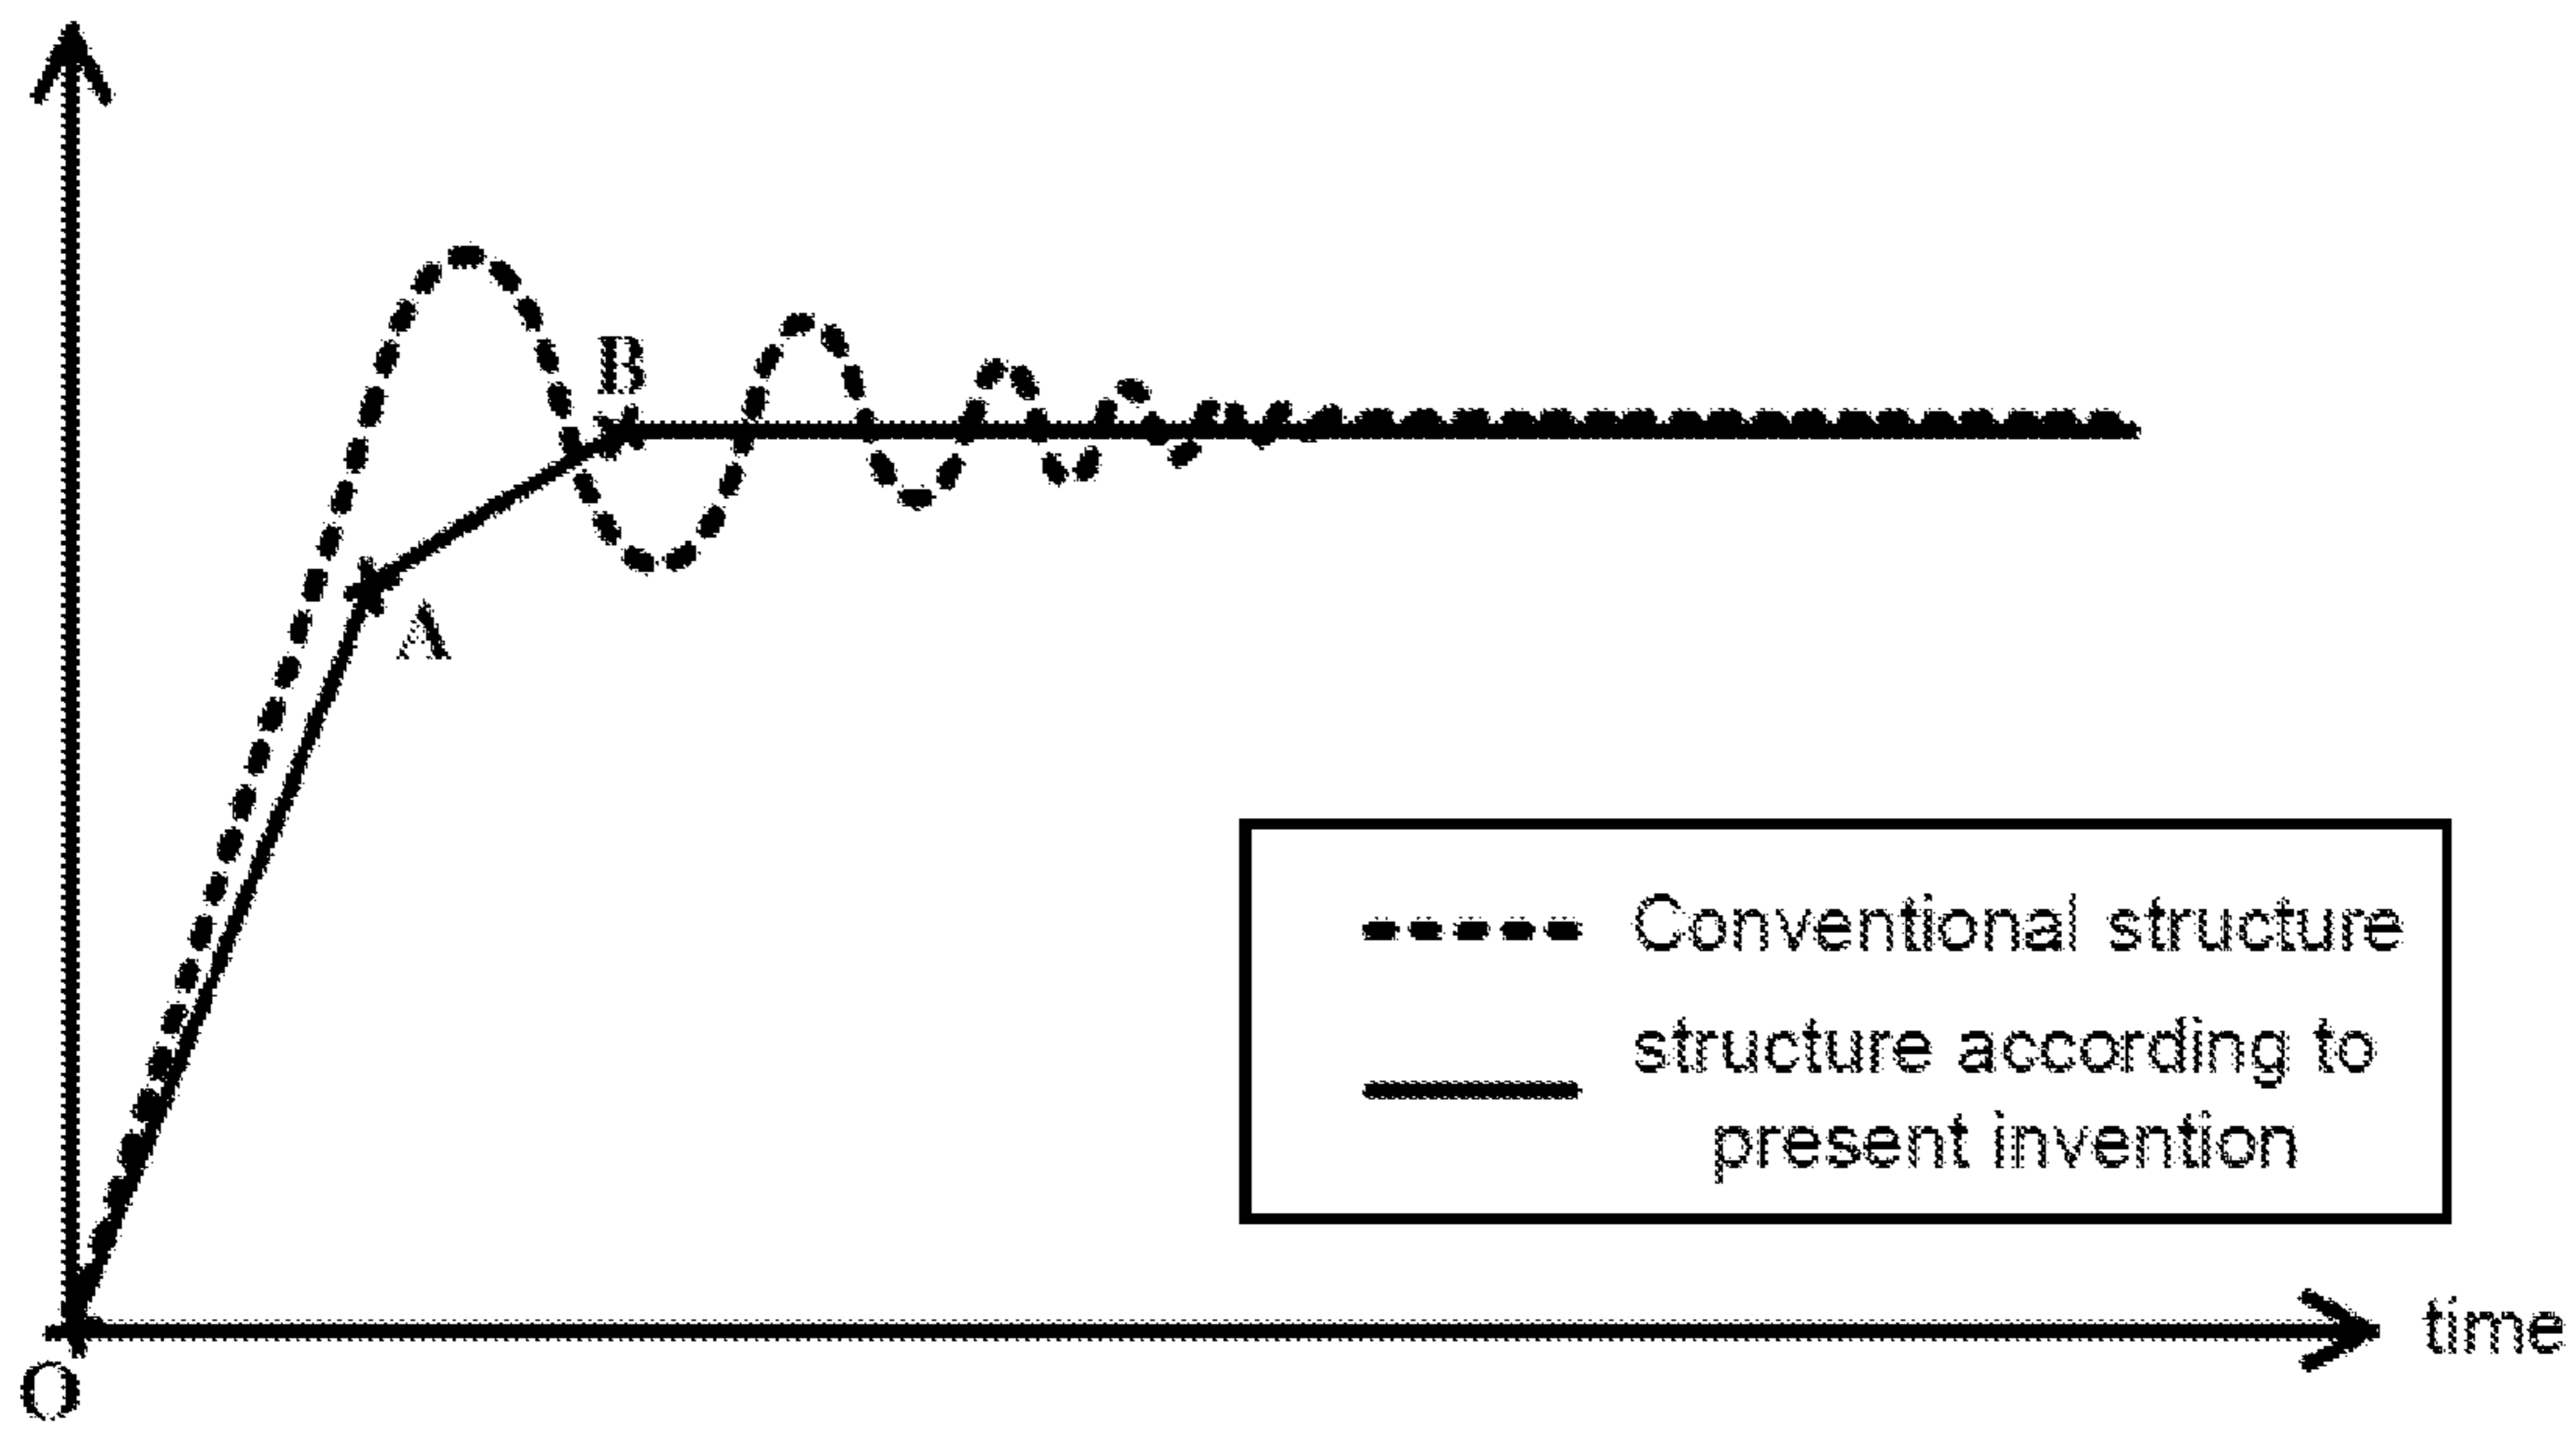 B
A
Conventional structure
structure according to
present invention
time
O